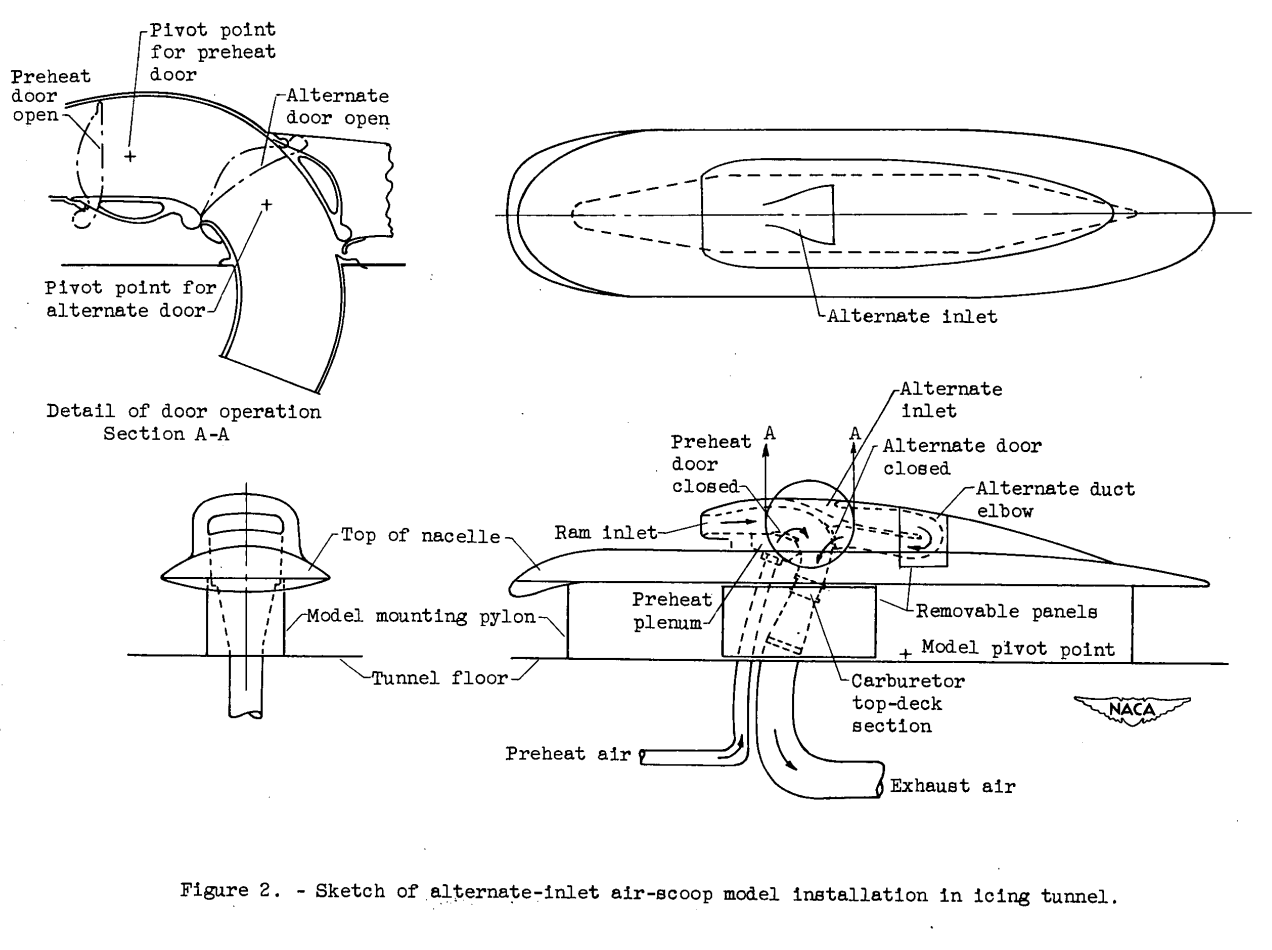 Pivot point
for preheat
door
Preheat
door
open
Alternate
door open
Pivot point for
alternate door
Detail of door operation
Section A-A
Alternate inlet
Alternate
inlet
Preheat
door
closed
A
A
Alternate door
closed
Alternate duct
elbow
Ram inlet
Top of nacelle
Preheat
plenum
Removable panels
Model mounting pylon
Model pivot point
Tunnel floor
Carburetor
top-deck
section
NACA
Preheat air
Exhaust air
Figure 2. - Sketch of alternate-inlet air-scoop model installation in icing tunnel.